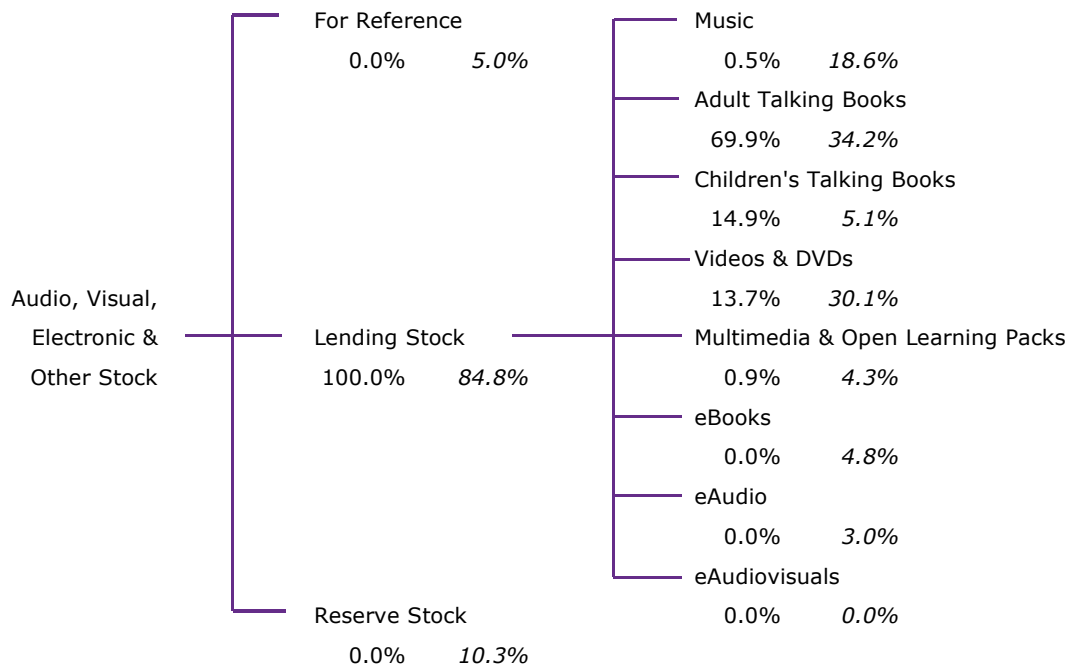 Audio, Visual,
Electronic &
Other Stock
For Reference
0.0% 5.0%
Lending Stock
100.0% 84.8%
Reserve Stock
0.0% 10.3%
Music
0.5% 18.6%
Adult Talking Books
69.9% 34.2%
Children's Talking Books
14.9% 5.1%
Videos & DVDs
13.7% 30.1%
Multimedia & Open Learning Packs
0.9% 4.3%
eBooks
0.0% 4.8%
eAudio
0.0% 3.0%
eAudiovisuals
0.0% 0.0%